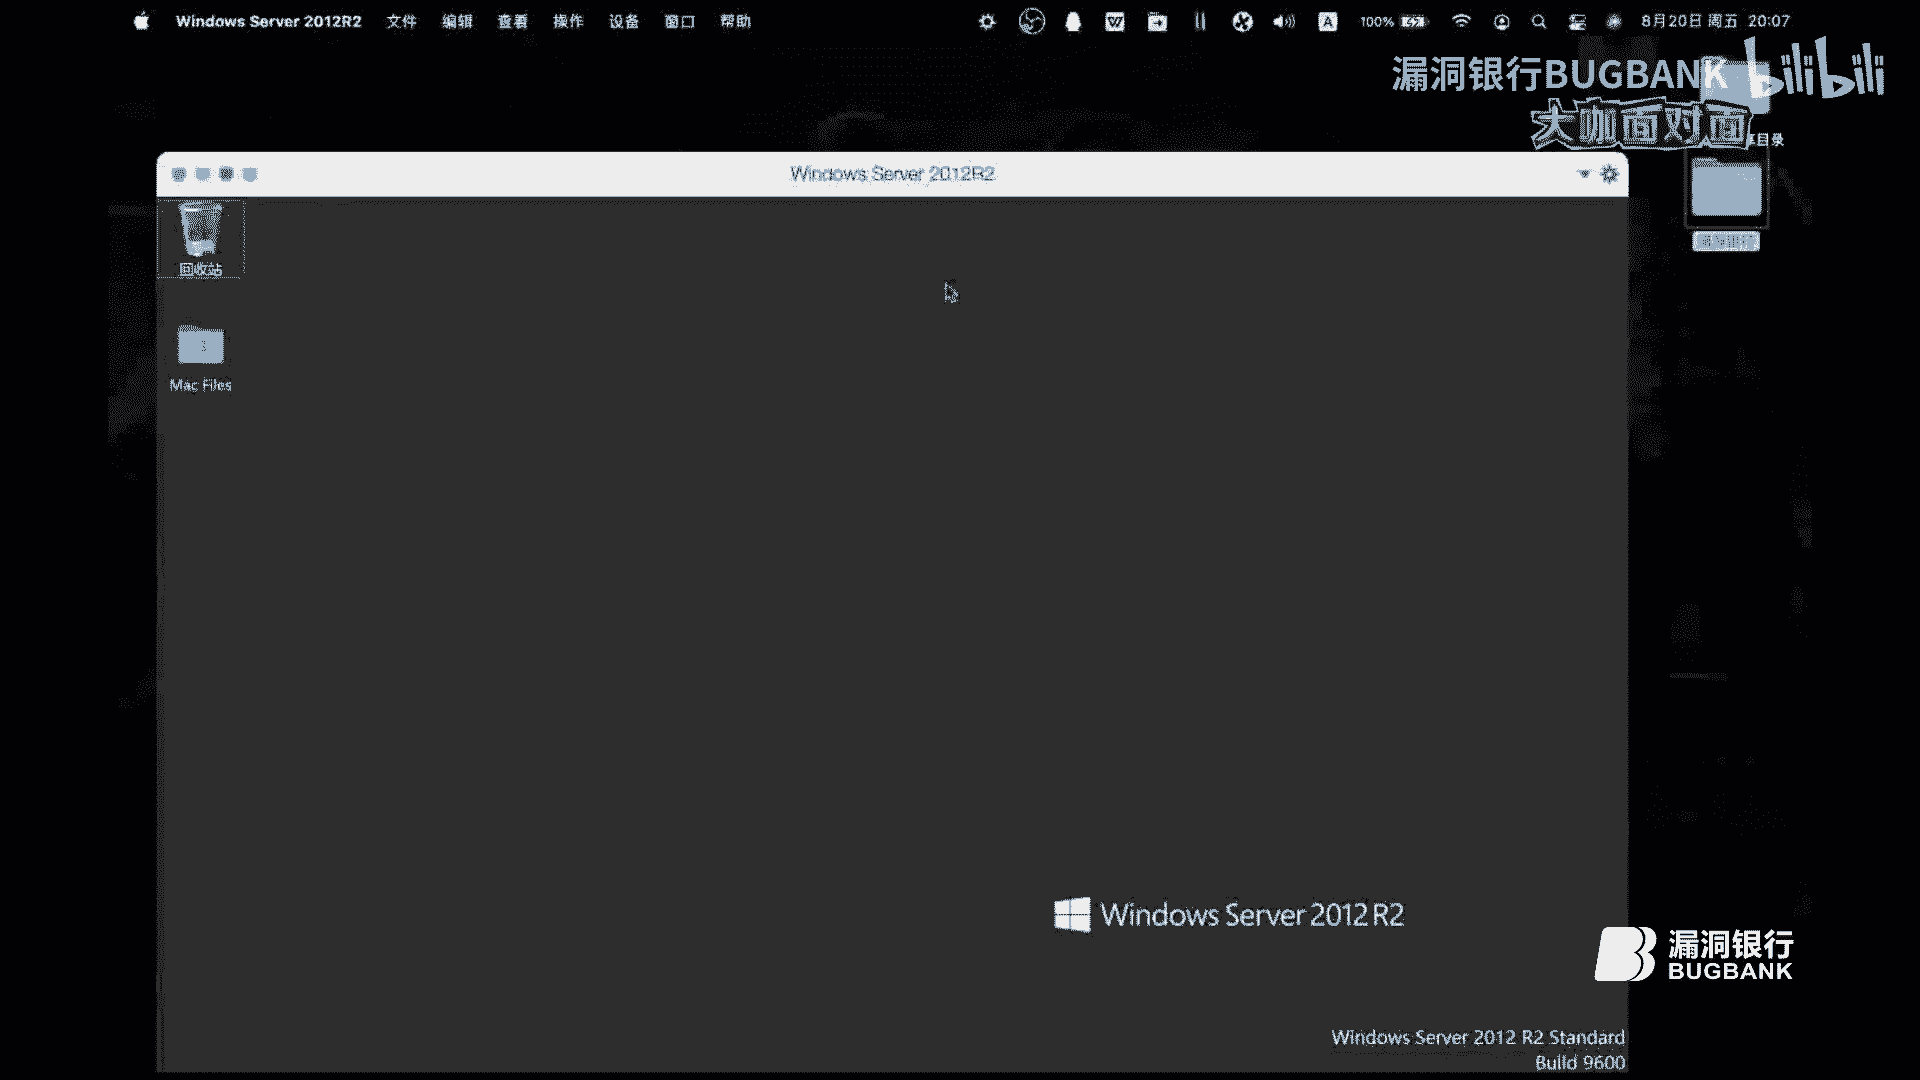 Windows Server 2012R2 文件 编辑 查看 操作 设备 窗口 帮助 A 100% 8月20日 周五 20:07
漏洞银行BUGBANK bilibili
大咖面对面
享目录
Windows Server 2012R2
回收站
Mac Files
Windows Server 2012 R2
漏洞银行
BUGBANK
Windows Server 2012 R2 Standard
Build 9600